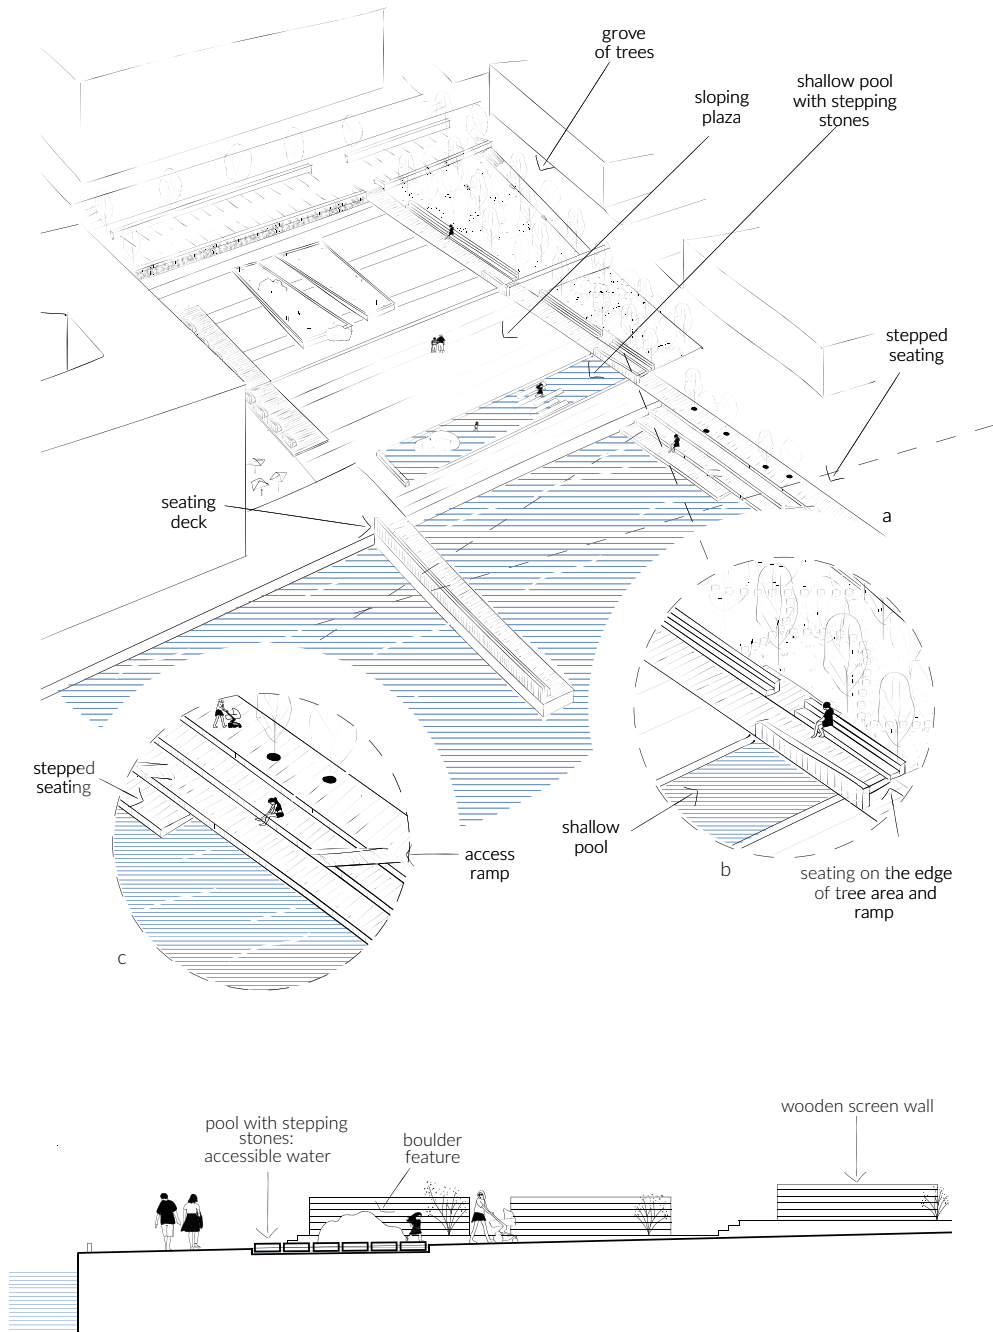 grove
of trees
shallow pool
with stepping
stones
sloping
plaza
stepped
seating
seating
deck
a
stepped
seating
shallow
pool
access
ramp
b
seating on the edge
of tree area and
ramp
c
wooden screen wall
pool with stepping
stones:
accessible water
boulder
feature